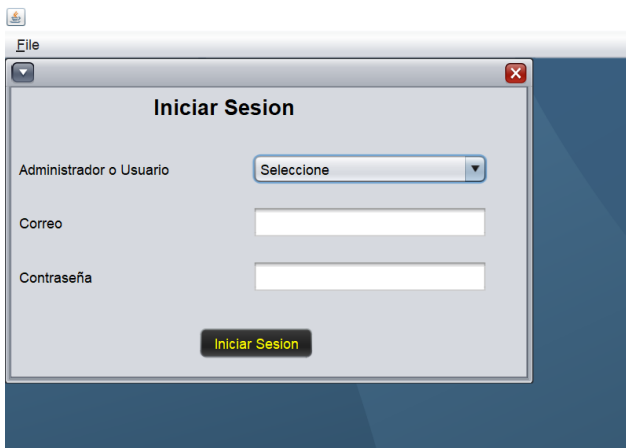 File
Iniciar Sesion
Administrador o Usuario
Seleccione
Correo
Contraseña
Iniciar Sesion